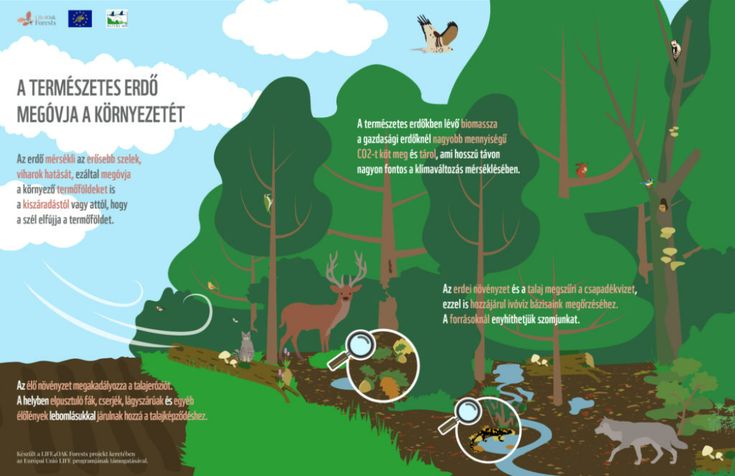 LIFE4Oak
Forests
A TERMÉSZETES ERDŐ
MEGÓVJA A KÖRNYEZETÉT
Az erdő mérsékli az erősebb szelek,
viharok hatását, ezáltal megóvja
a környező termőföldeket is
a kiszáradástól vagy attól, hogy
a szél elfújja a termőföldet.
A természetes erdőkben lévő biomassza
a gazdasági erdőknél nagyobb mennyiségű
CO2-t köt meg és tárol, ami hosszú távon
nagyon fontos a klímaváltozás mérséklésében.
Az erdei növényzet és a talaj megszűri a csapadékvizet,
ezzel is hozzájárul ivóvíz bázisaink megőrzéséhez.
A forrásoknál enyhíthetjük szomjunkat.
Az élő növényzet megakadályozza a talajeróziót.
A helyben elpusztuló fák, cserjék, lágyszárúak és egyéb
élőlények lebomlásukkal járulnak hozzá a talajképződéshez.
Készült a LIFE4OAK Forests projekt keretében
az Európai Unió LIFE programjának támogatásával.